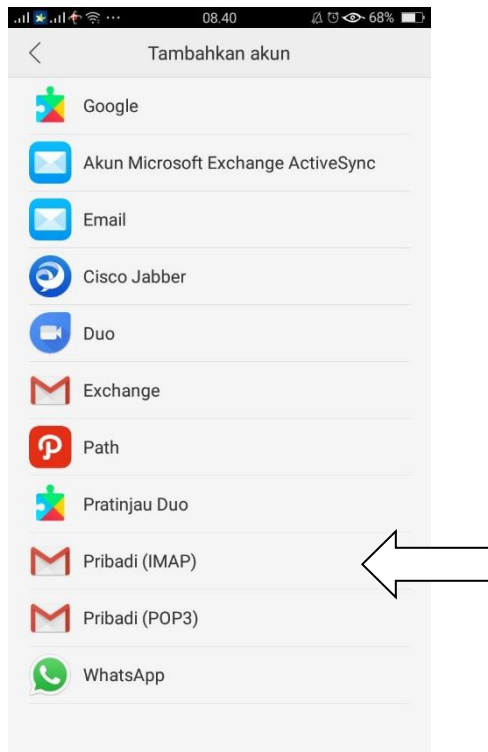 08.40
68%
Tambahkan akun
Google
Akun Microsoft Exchange ActiveSync
Email
Cisco Jabber
Duo
Exchange
Path
Pratinjau Duo
Pribadi (IMAP)
Pribadi (POP3)
WhatsApp